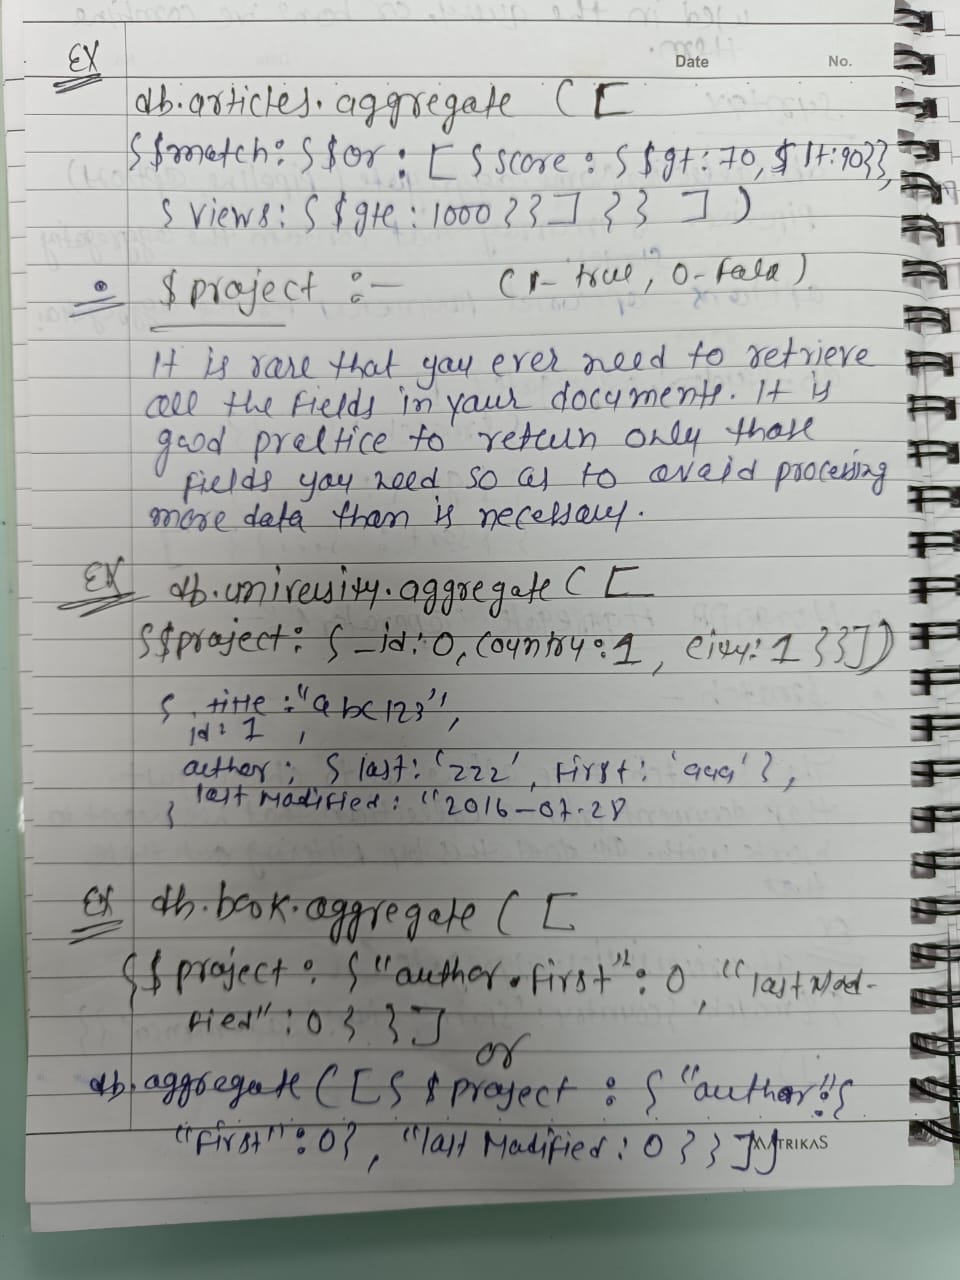 Date No.
EX
db.articles.aggregate ( [
{ $match: { $or : [ { score : { $gt : 70, $ lt : 90 } },
{ views : { $gte : 1000 } } ] } } ] )
$ project :- ( 1 - true, 0 - false )
It is rare that you ever need to retrieve
all the fields in your documents. It is
good prectice to return only those
fields you need so as to avoid processing
more data than is necessary.
EX db.university.aggregate ( [
{ $project : { _id : 0, country : 1, city : 1 } } ] )
{ title : "abc123",
id : 1 ,
author : { last : 'zzz', first : 'aaa' },
} last Modified : "2016-07-28
EX db.book.aggregate ( [
{ $ project : { "author.first" : 0, "last Modi-
fied" : 0 } } ]
or
db.aggregate ( [ { $ project : { "author" : {
"first" : 0 }, "last Modified : 0 } } ] )
MATRIKAS